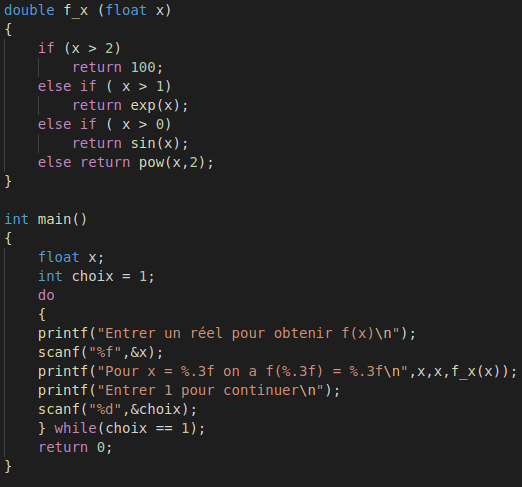 double f_x (float x)
{
    if (x > 2)
        return 100;
    else if ( x > 1)
        return exp(x);
    else if ( x > 0)
        return sin(x);
    else return pow(x,2);
}

int main()
{
    float x;
    int choix = 1;
    do
    {
    printf("Entrer un réel pour obtenir f(x)\n");
    scanf("%f",&x);
    printf("Pour x = %.3f on a f(%.3f) = %.3f\n",x,x,f_x(x));
    printf("Entrer 1 pour continuer\n");
    scanf("%d",&choix);
    } while(choix == 1);
    return 0;
}